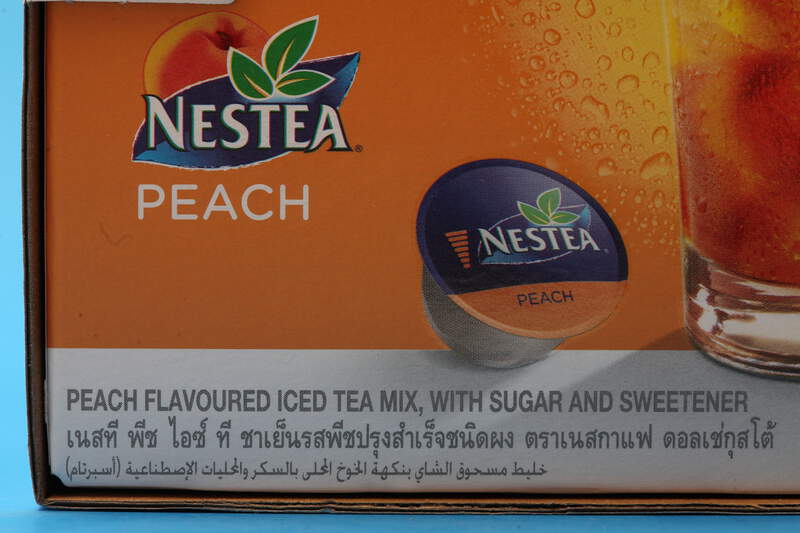 NESTEA®
PEACH
NESTEA
PEACH
PEACH FLAVOURED ICED TEA MIX, WITH SUGAR AND SWEETENER
เนสที พีช ไอซ์ ที ชาเย็นรสพีชปรุงสำเร็จชนิดผง ตราเนสกาแฟ ดอลเช่กุสโต้
خليط مسحوق الشاي بنكهة الخوخ المحلى بالسكر والمحليات الإصطناعية (أسبرتام)